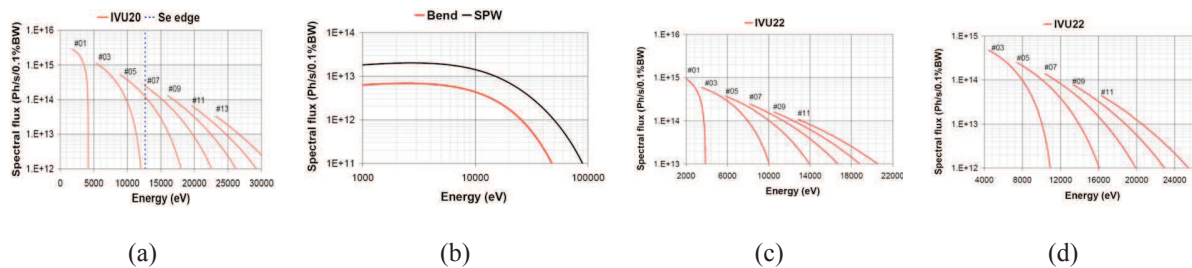 IVU20 Se edge
1.E+16
1.E+15
1.E+14
1.E+13
1.E+12
Spectral flux (Ph/s/0.1%BW)
#01
#03
#05
#07
#09
#11
#13
0 5000 10000 15000 20000 25000 30000
Energy (eV)
(a)
Bend SPW
1.E+14
1.E+13
1.E+12
1.E+11
Spectral flux (Ph/s/0.1%BW)
1000 10000 100000
Energy (eV)
(b)
IVU22
1.E+16
1.E+15
1.E+14
1.E+13
Spectral flux (Ph/s/0.1%BW)
#01
#03
#05
#07
#09
#11
2000 6000 10000 14000 18000 22000
Energy (eV)
(c)
IVU22
1.E+15
1.E+14
1.E+13
1.E+12
Spectral flux (Ph/s/0.1%BW)
#03
#05
#07
#09
#11
4000 8000 12000 16000 20000 24000
Energy (eV)
(d)